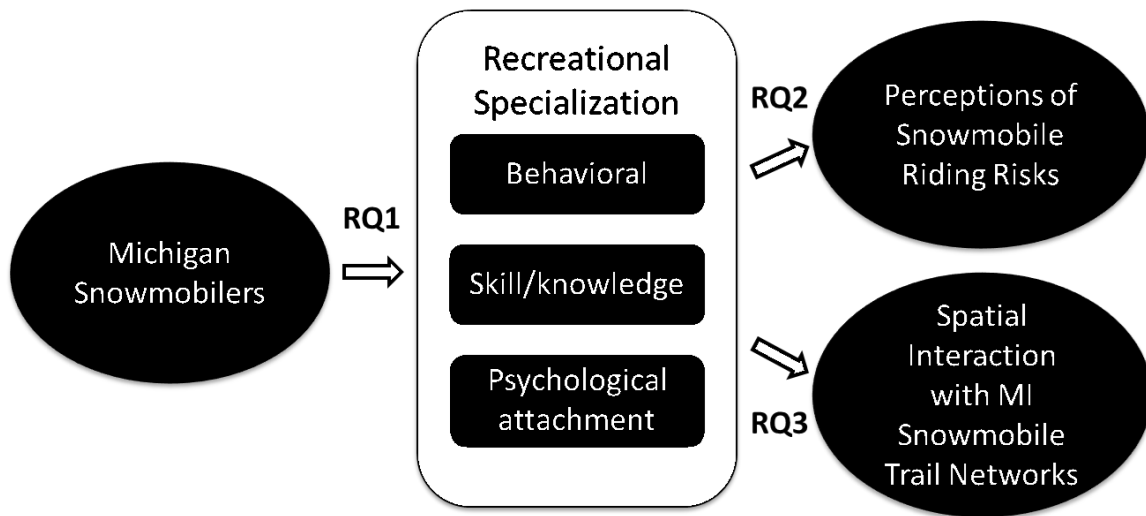 Michigan
Snowmobilers
RQ1
Recreational
Specialization
Behavioral
Skill/knowledge
Psychological
attachment
RQ2
Perceptions of
Snowmobile
Riding Risks
RQ3
Spatial
Interaction
with MI
Snowmobile
Trail Networks